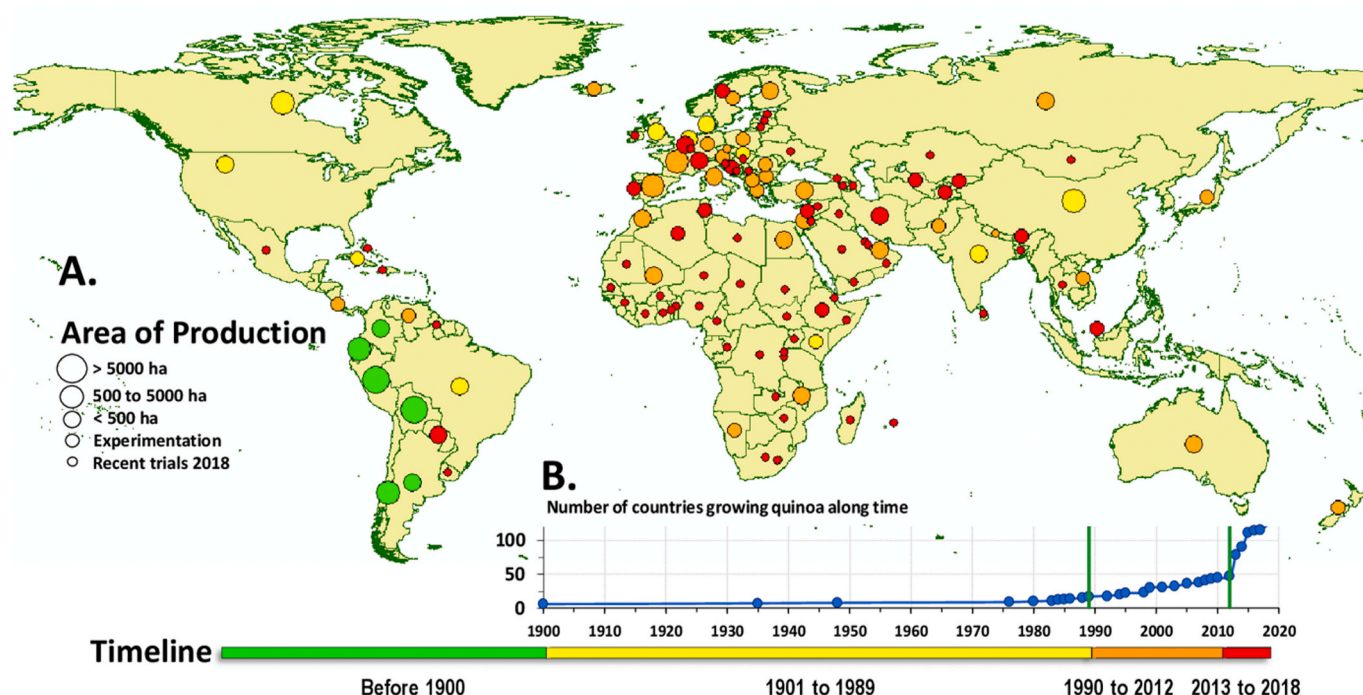 A.
Area of Production
> 5000 ha
500 to 5000 ha
< 500 ha
Experimentation
Recent trials 2018
B.
Number of countries growing quinoa along time
100
50
0
1900 1910 1920 1930 1940 1950 1960 1970 1980 1990 2000 2010 2020
Timeline
Before 1900 1901 to 1989 1990 to 2012 2013 to 2018